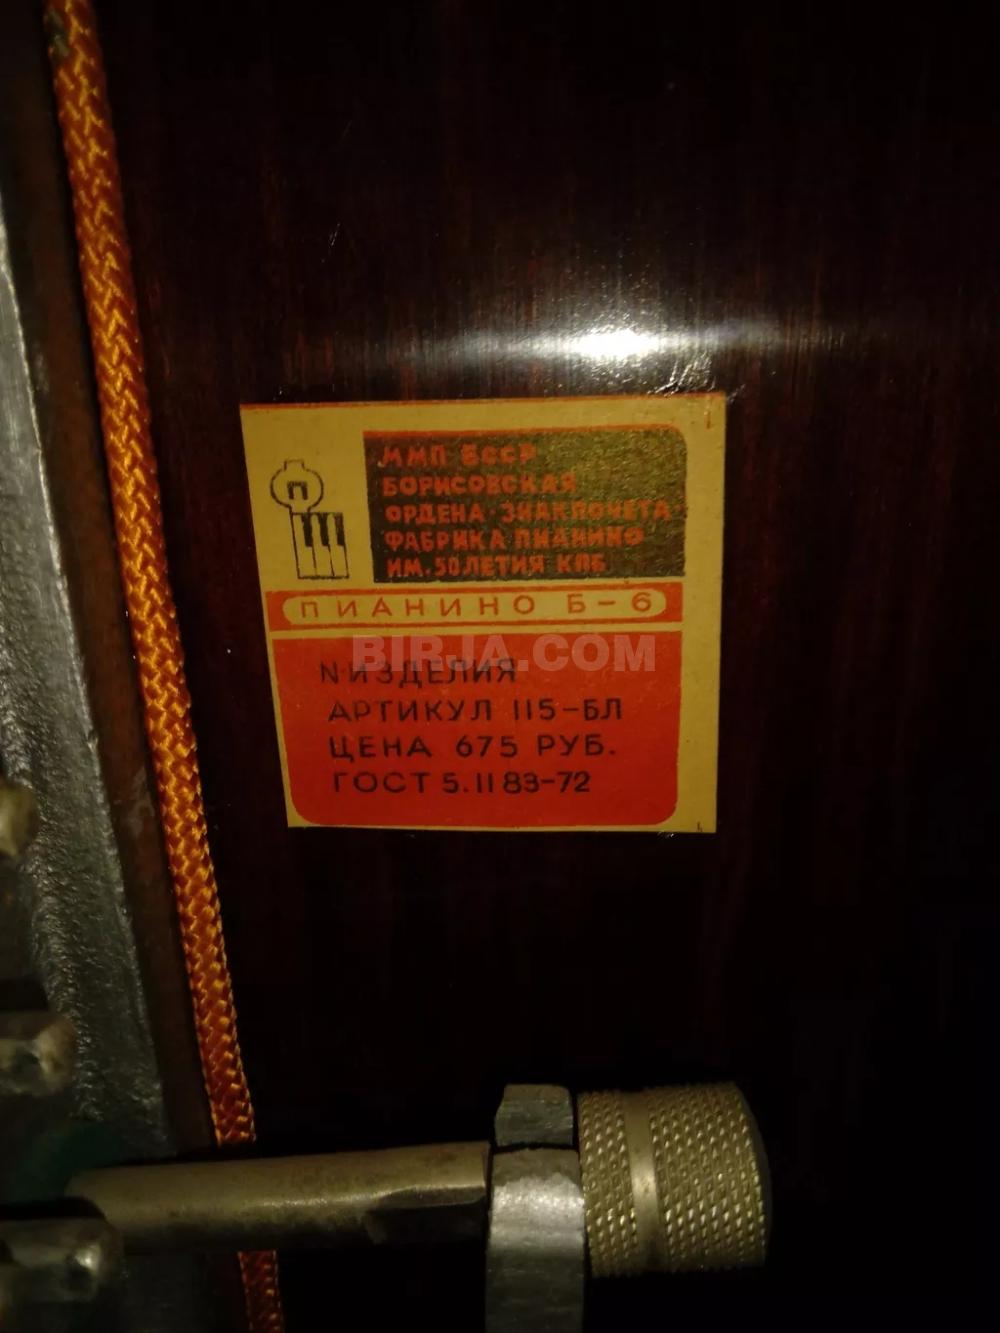 П
ММП БССР
БОРИСОВСКАЯ
ОРДЕНА·ЗНАК ПОЧЕТА·
ФАБРИКА ПИАНИНО
ИМ. 50 ЛЕТИЯ КПБ
ПИАНИНО Б-6
BIRJA.COM
N·ИЗДЕЛИЯ
АРТИКУЛ 115-БЛ
ЦЕНА 675 РУБ.
ГОСТ 5.1183-72